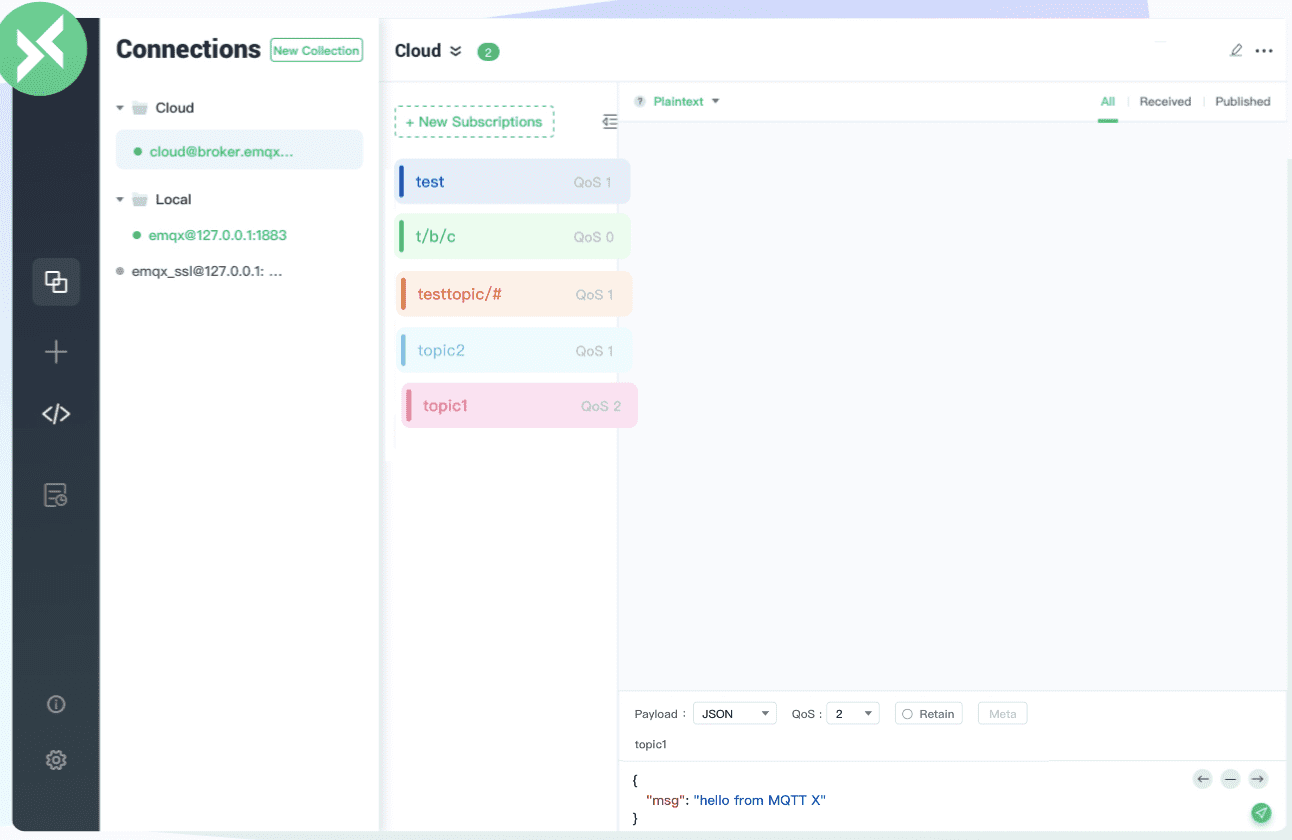 Connections New Collection
Cloud
cloud@broker.emqx...
Local
emqx@127.0.0.1:1883
emqx_ssl@127.0.0.1: ...
Cloud 2
+ New Subscriptions
test QoS 1
t/b/c QoS 0
testtopic/# QoS 1
topic2 QoS 1
topic1 QoS 2
? Plaintext All Received Published
Payload : JSON QoS : 2 Retain Meta
topic1
{
"msg": "hello from MQTT X"
}